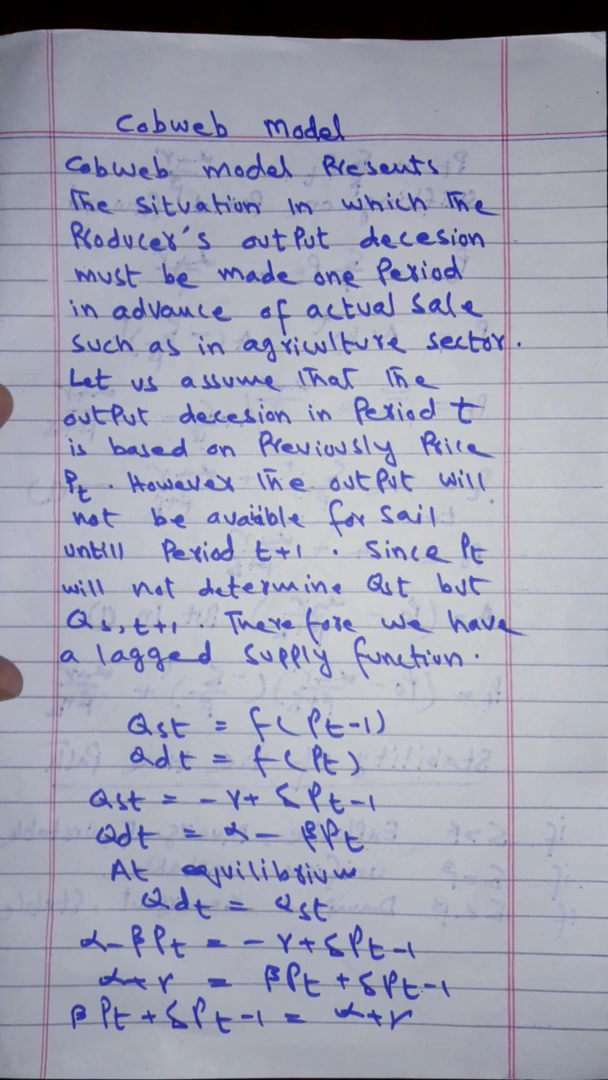 Cobweb Model
Cobweb model Presents
The situation in which The
Producer's output decesion
must be made one Period
in advance of actual sale
such as in agriculture sector.
Let us assume That The
output decesion in Period t
is based on Previously Price
Pt. However The output will
not be avaiable for sail
untill Period t+1. Since Pt
will not determine Qst but
Qs,t+1. Therefore we have
a lagged supply function.
Qst = f(Pt-1)
Qdt = f(Pt)
Qst = -γ+ δPt-1
Qdt = α - βPt
At equilibrium
Qdt = Qst
α-βPt = -γ+δPt-1
α+γ = βPt+δPt-1
βPt+δPt-1 = α+γ